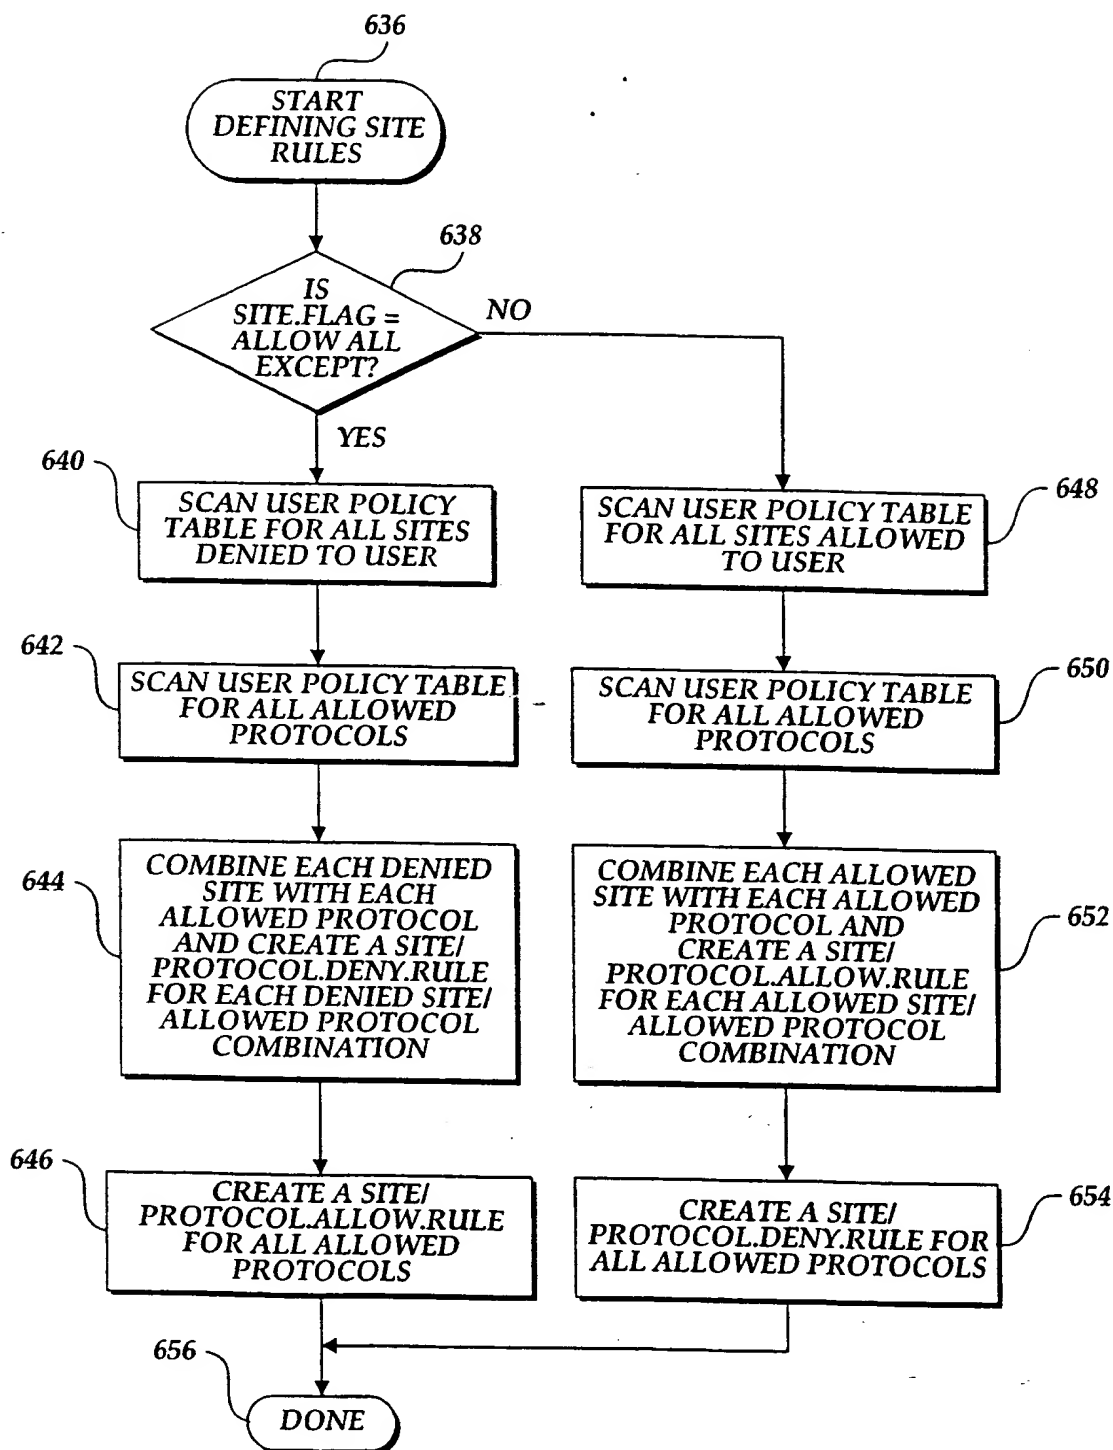 636
START
DEFINING SITE
RULES
638
IS
SITE.FLAG =
ALLOW ALL
EXCEPT?
NO
YES
640
SCAN USER POLICY
TABLE FOR ALL SITES
DENIED TO USER
648
SCAN USER POLICY TABLE
FOR ALL SITES ALLOWED
TO USER
642
SCAN USER POLICY TABLE
FOR ALL ALLOWED
PROTOCOLS
650
SCAN USER POLICY TABLE
FOR ALL ALLOWED
PROTOCOLS
644
COMBINE EACH DENIED
SITE WITH EACH
ALLOWED PROTOCOL
AND CREATE A SITE/
PROTOCOL.DENY.RULE
FOR EACH DENIED SITE/
ALLOWED PROTOCOL
COMBINATION
652
COMBINE EACH ALLOWED
SITE WITH EACH ALLOWED
PROTOCOL AND
CREATE A SITE/
PROTOCOL.ALLOW.RULE
FOR EACH ALLOWED SITE/
ALLOWED PROTOCOL
COMBINATION
646
CREATE A SITE/
PROTOCOL.ALLOW.RULE
FOR ALL ALLOWED
PROTOCOLS
654
CREATE A SITE/
PROTOCOL.DENY.RULE FOR
ALL ALLOWED PROTOCOLS
656
DONE